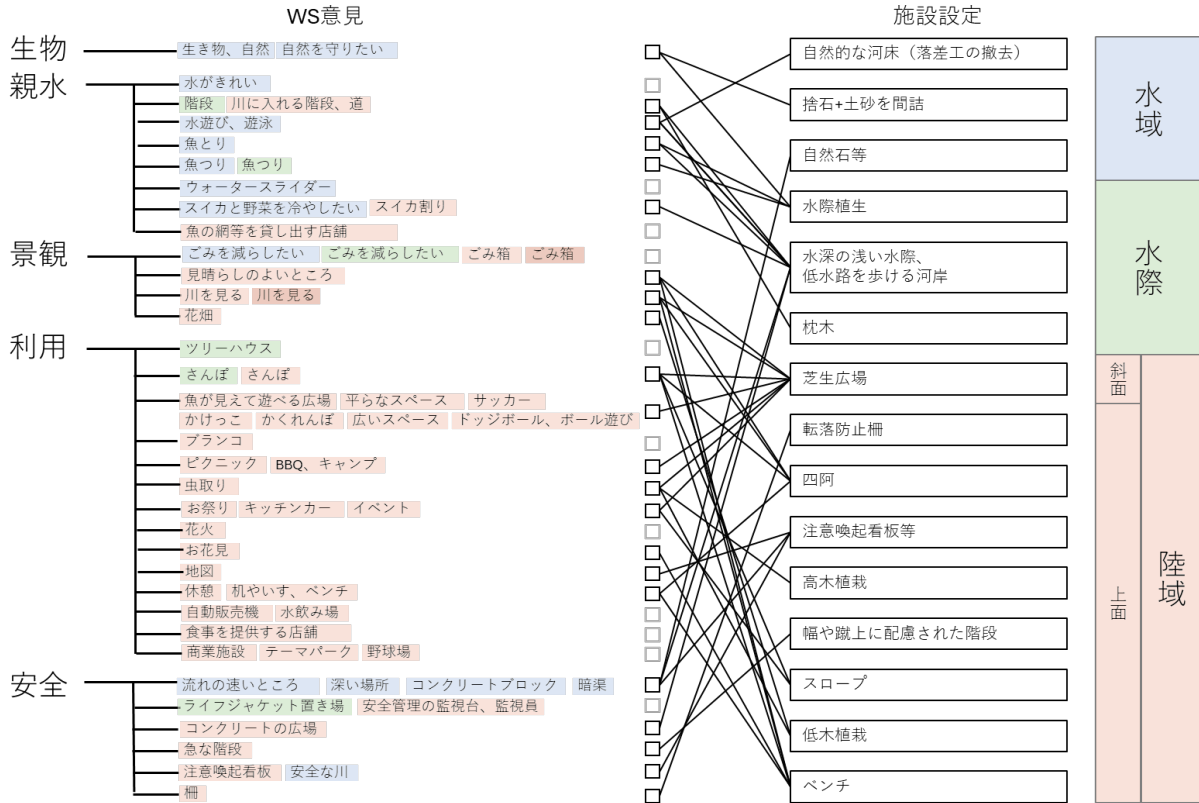 WS意見
施設設定
生物
生き物、自然 自然を守りたい
親水
水がきれい
階段 川に入れる階段、道
水遊び、遊泳
魚とり
魚つり 魚つり
ウォータースライダー
スイカと野菜を冷やしたい スイカ割り
魚の網等を貸し出す店舗
景観
ごみを減らしたい ごみを減らしたい ごみ箱 ごみ箱
見晴らしのよいところ
川を見る 川を見る
花畑
利用
ツリーハウス
さんぽ さんぽ
魚が見えて遊べる広場 平らなスペース サッカー
かけっこ かくれんぼ 広いスペース ドッジボール、ボール遊び
ブランコ
ピクニック BBQ、キャンプ
虫取り
お祭り キッチンカー イベント
花火
お花見
地図
休憩 机やいす、ベンチ
自動販売機 水飲み場
食事を提供する店舗
商業施設 テーマパーク 野球場
安全
流れの速いところ 深い場所 コンクリートブロック 暗渠
ライフジャケット置き場 安全管理の監視台、監視員
コンクリートの広場
急な階段
注意喚起看板 安全な川
柵
自然的な河床（落差工の撤去）
捨石+土砂を間詰
自然石等
水際植生
水深の浅い水際、
低水路を歩ける河岸
枕木
芝生広場
転落防止柵
四阿
注意喚起看板等
高木植栽
幅や蹴上に配慮された階段
スロープ
低木植栽
ベンチ
水域
水際
斜面
上面
陸域